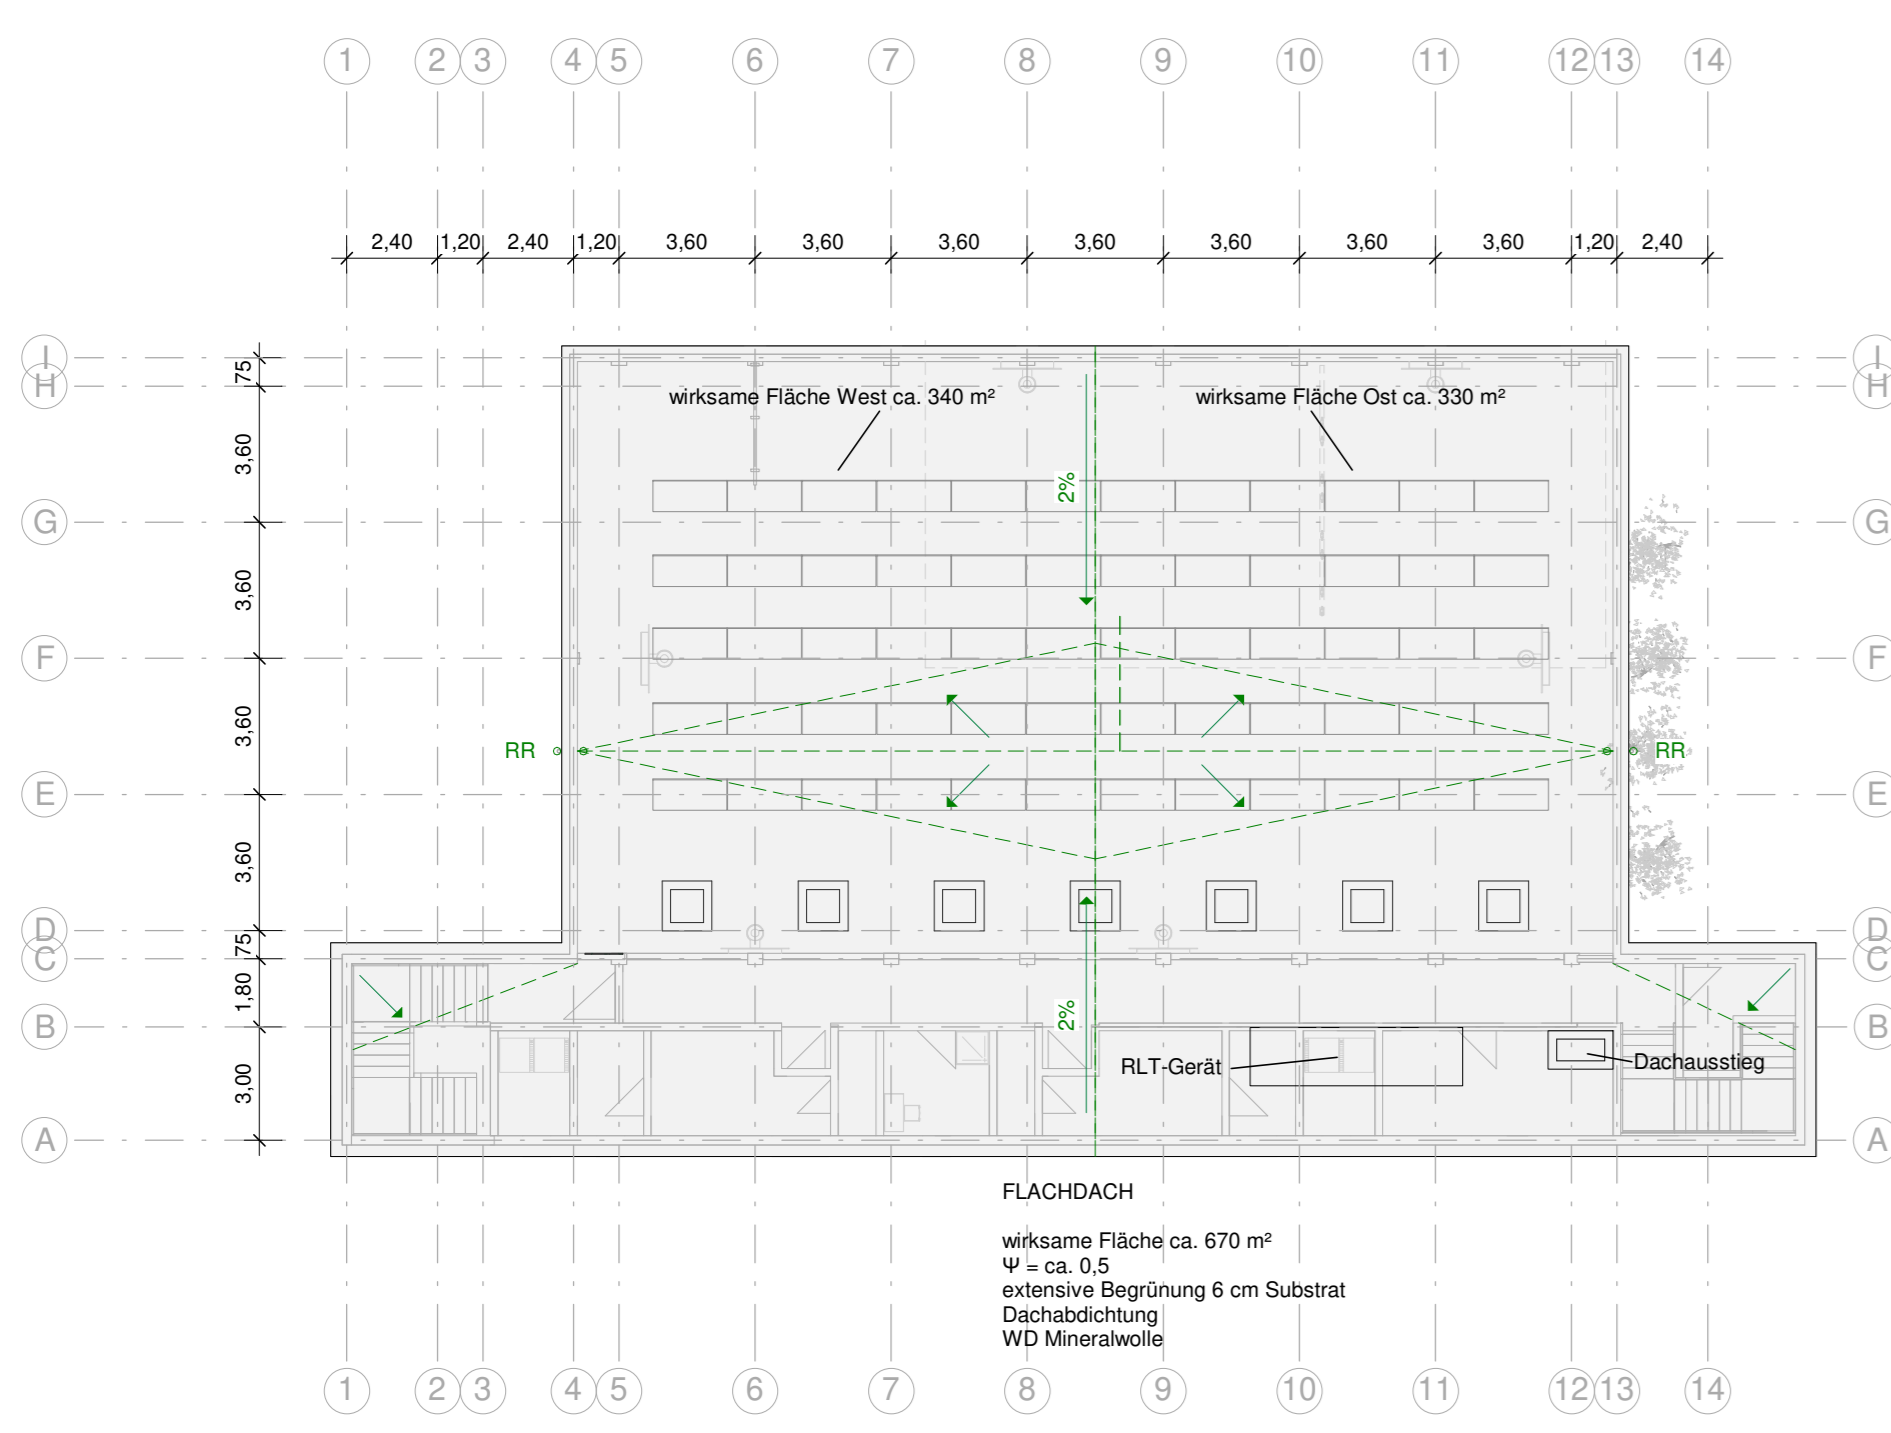 1 2 3 4 5 6 7 8 9 10 11 12 13 14
2,40 1,20 2,40 1,20 3,60 3,60 3,60 3,60 3,60 3,60 3,60 1,20 2,40
I I
75
H H
wirksame Fläche West ca. 340 m² wirksame Fläche Ost ca. 330 m²
3,60
2%
G G
3,60
F F
3,60
RR RR
E E
3,60
D D
75
C C
1,80
2%
B B
RLT-Gerät Dachausstieg
3,00
A A
FLACHDACH
wirksame Fläche ca. 670 m²
Ψ = ca. 0,5
extensive Begrünung 6 cm Substrat
Dachabdichtung
WD Mineralwolle
1 2 3 4 5 6 7 8 9 10 11 12 13 14